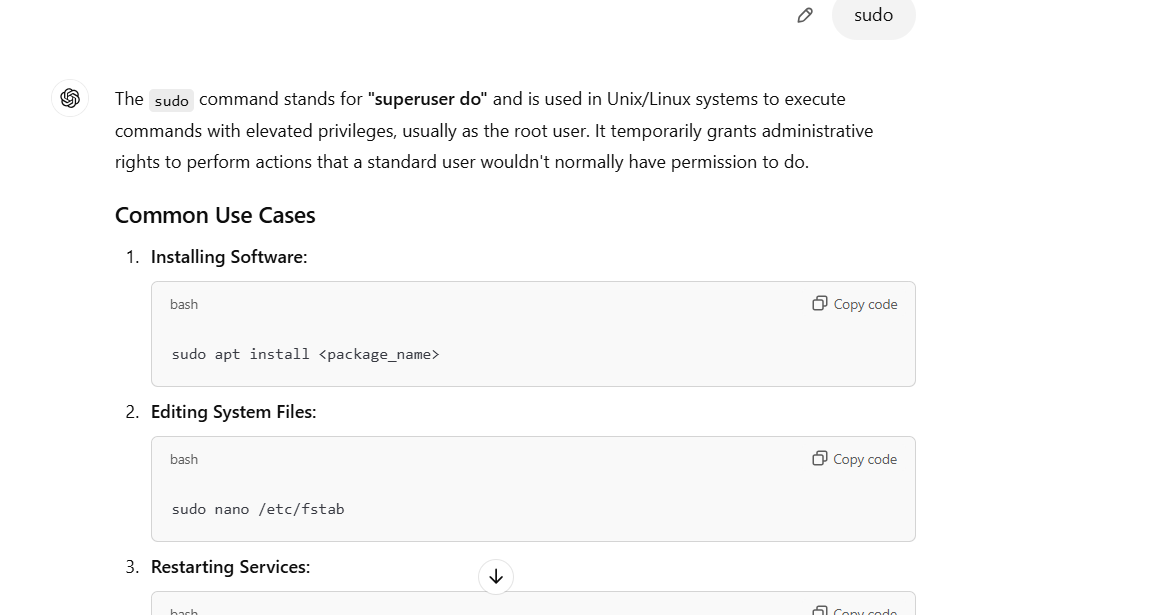 sudo
The sudo command stands for "superuser do" and is used in Unix/Linux systems to execute
commands with elevated privileges, usually as the root user. It temporarily grants administrative
rights to perform actions that a standard user wouldn't normally have permission to do.
Common Use Cases
1. Installing Software:
bash Copy code
sudo apt install <package_name>
2. Editing System Files:
bash Copy code
sudo nano /etc/fstab
3. Restarting Services:
bash Copy code